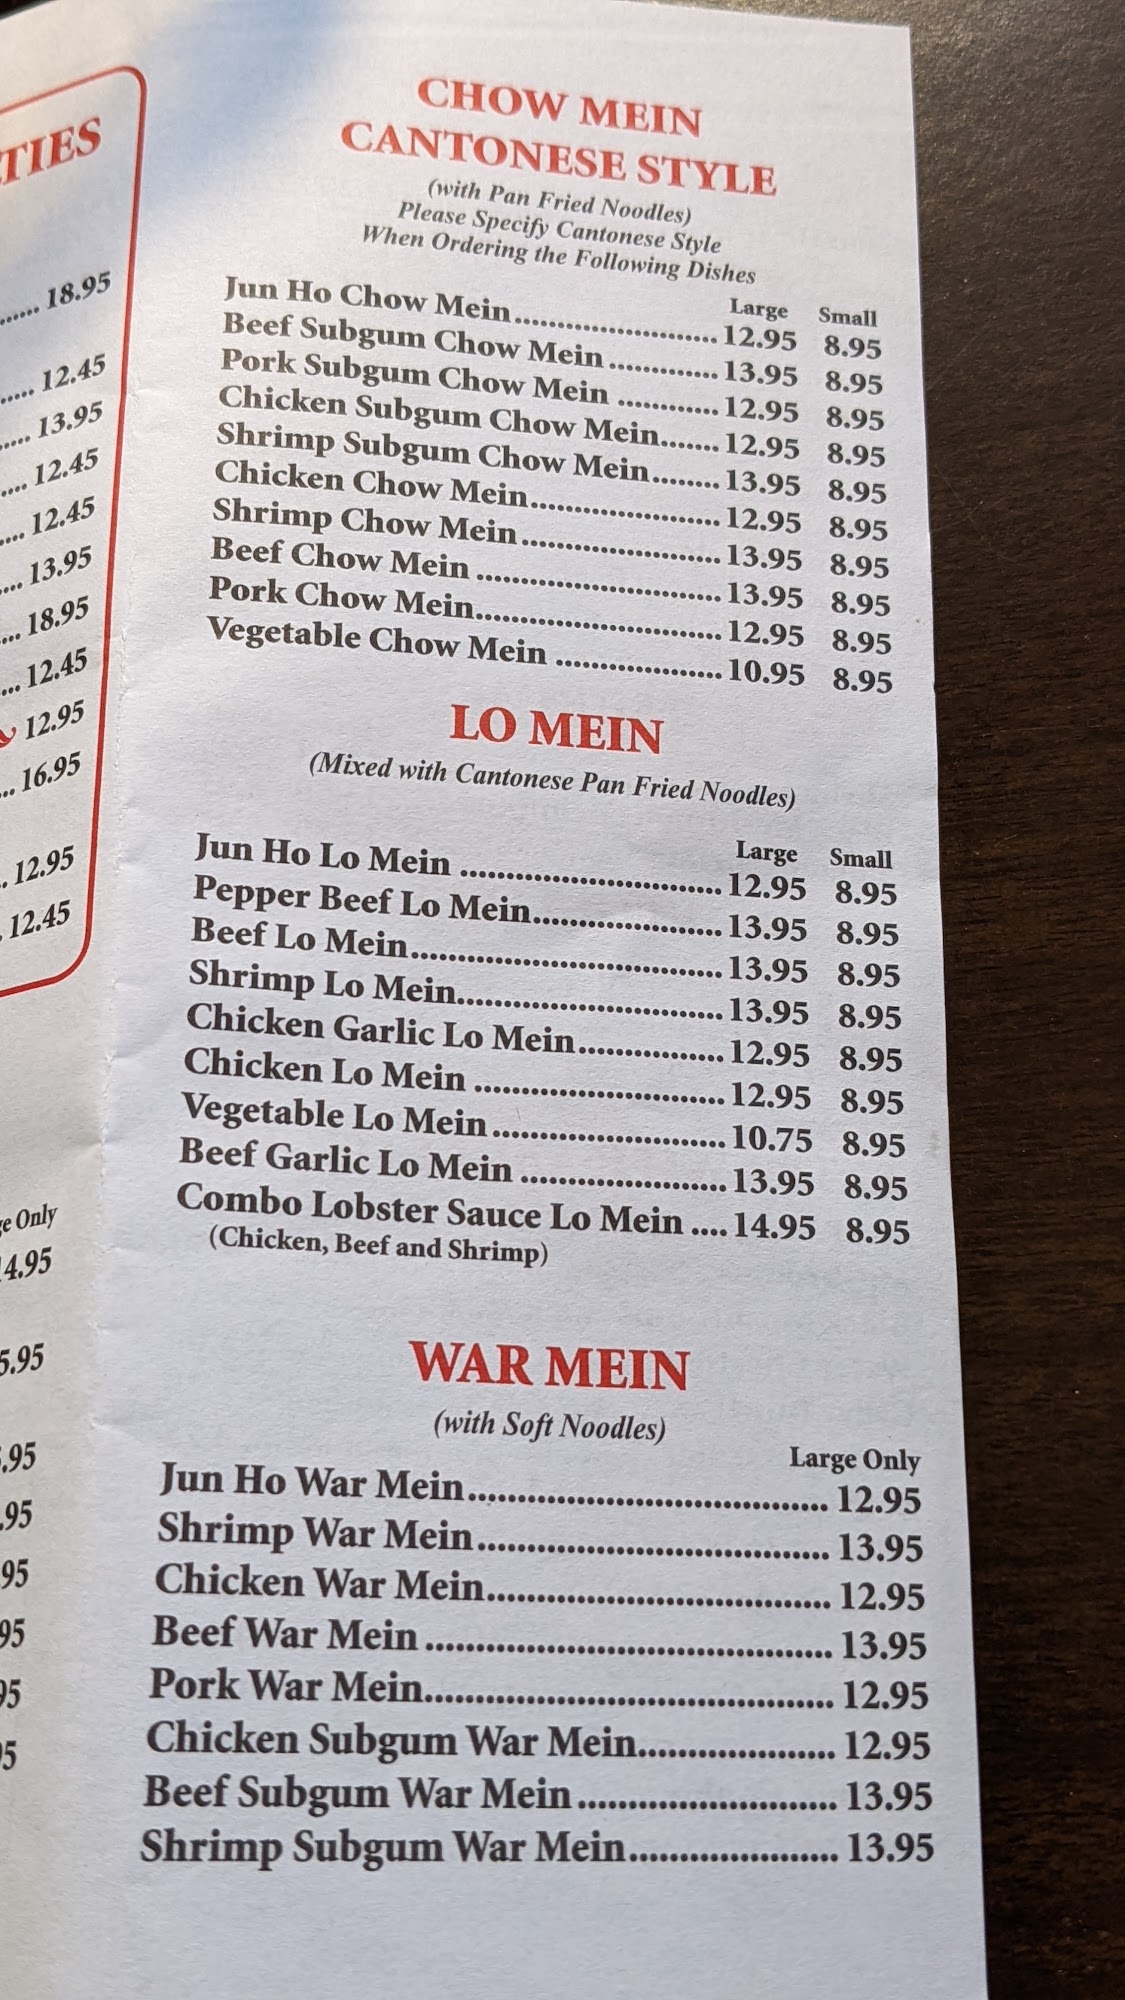 TIES
18.95
12.45
13.95
12.45
12.45
13.95
18.95
12.45
12.95
16.95
12.95
12.45
Only
14.95
5.95
.95
.95
95
95
95
5
CHOW MEIN
CANTONESE STYLE
(with Pan Fried Noodles)
Please Specify Cantonese Style
When Ordering the Following Dishes
Large Small
Jun Ho Chow Mein 12.95 8.95
Beef Subgum Chow Mein 13.95 8.95
Pork Subgum Chow Mein 12.95 8.95
Chicken Subgum Chow Mein 12.95 8.95
Shrimp Subgum Chow Mein 13.95 8.95
Chicken Chow Mein 12.95 8.95
Shrimp Chow Mein 13.95 8.95
Beef Chow Mein 13.95 8.95
Pork Chow Mein 12.95 8.95
Vegetable Chow Mein 10.95 8.95
LO MEIN
(Mixed with Cantonese Pan Fried Noodles)
Large Small
Jun Ho Lo Mein 12.95 8.95
Pepper Beef Lo Mein 13.95 8.95
Beef Lo Mein 13.95 8.95
Shrimp Lo Mein 13.95 8.95
Chicken Garlic Lo Mein 12.95 8.95
Chicken Lo Mein 12.95 8.95
Vegetable Lo Mein 10.75 8.95
Beef Garlic Lo Mein 13.95 8.95
Combo Lobster Sauce Lo Mein 14.95 8.95
(Chicken, Beef and Shrimp)
WAR MEIN
(with Soft Noodles)
Large Only
Jun Ho War Mein 12.95
Shrimp War Mein 13.95
Chicken War Mein 12.95
Beef War Mein 13.95
Pork War Mein 12.95
Chicken Subgum War Mein 12.95
Beef Subgum War Mein 13.95
Shrimp Subgum War Mein 13.95